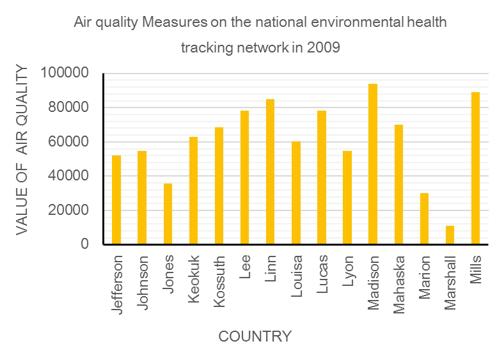 Air quality Measures on the national environmental health
tracking network in 2009
VALUE OF AIR QUALITY
100000
80000
60000
40000
20000
0
Jefferson
Johnson
Jones
Keokuk
Kossuth
Lee
Linn
Louisa
Lucas
Lyon
Madison
Mahaska
Marion
Marshall
Mills
COUNTRY